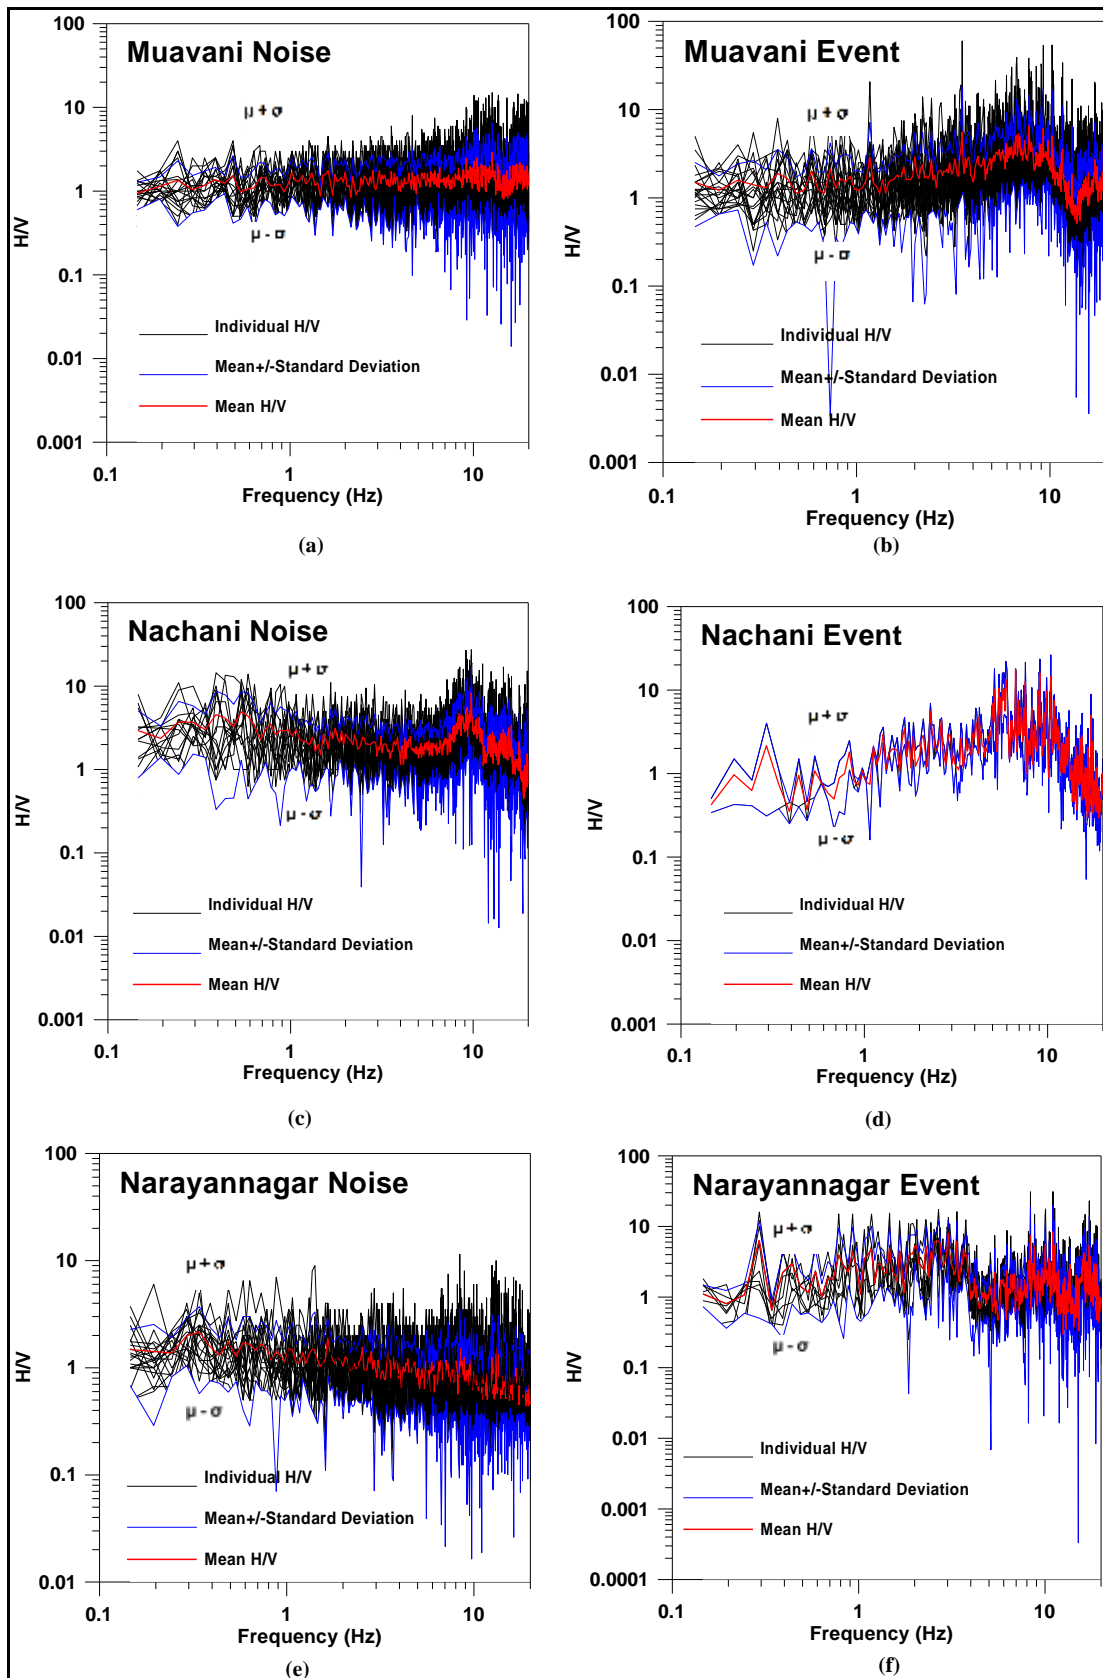 Muavani Noise
100
10
1
0.1
0.01
0.001
H/V
μ + σ
μ - σ
Individual H/V
Mean+/-Standard Deviation
Mean H/V
0.1
1
10
Frequency (Hz)
(a)
Muavani Event
100
10
1
0.1
0.01
0.001
H/V
μ + σ
μ - σ
Individual H/V
Mean+/-Standard Deviation
Mean H/V
0.1
1
10
Frequency (Hz)
(b)
Nachani Noise
100
10
1
0.1
0.01
0.001
H/V
μ + σ
μ - σ
Individual H/V
Mean+/-Standard Deviation
Mean H/V
0.1
1
10
Frequency (Hz)
(c)
Nachani Event
100
10
1
0.1
0.01
0.001
H/V
μ + σ
μ - σ
Individual H/V
Mean+/-Standard Deviation
Mean H/V
0.1
1
10
Frequency (Hz)
(d)
Narayannagar Noise
100
10
1
0.1
0.01
H/V
μ + σ
μ - σ
Individual H/V
Mean+/-Standard Deviation
Mean H/V
0.1
1
10
Frequency (Hz)
(e)
Narayannagar Event
100
10
1
0.1
0.01
0.001
0.0001
H/V
μ + σ
μ - σ
Individual H/V
Mean+/-Standard Deviation
Mean H/V
0.1
1
10
Frequency (Hz)
(f)